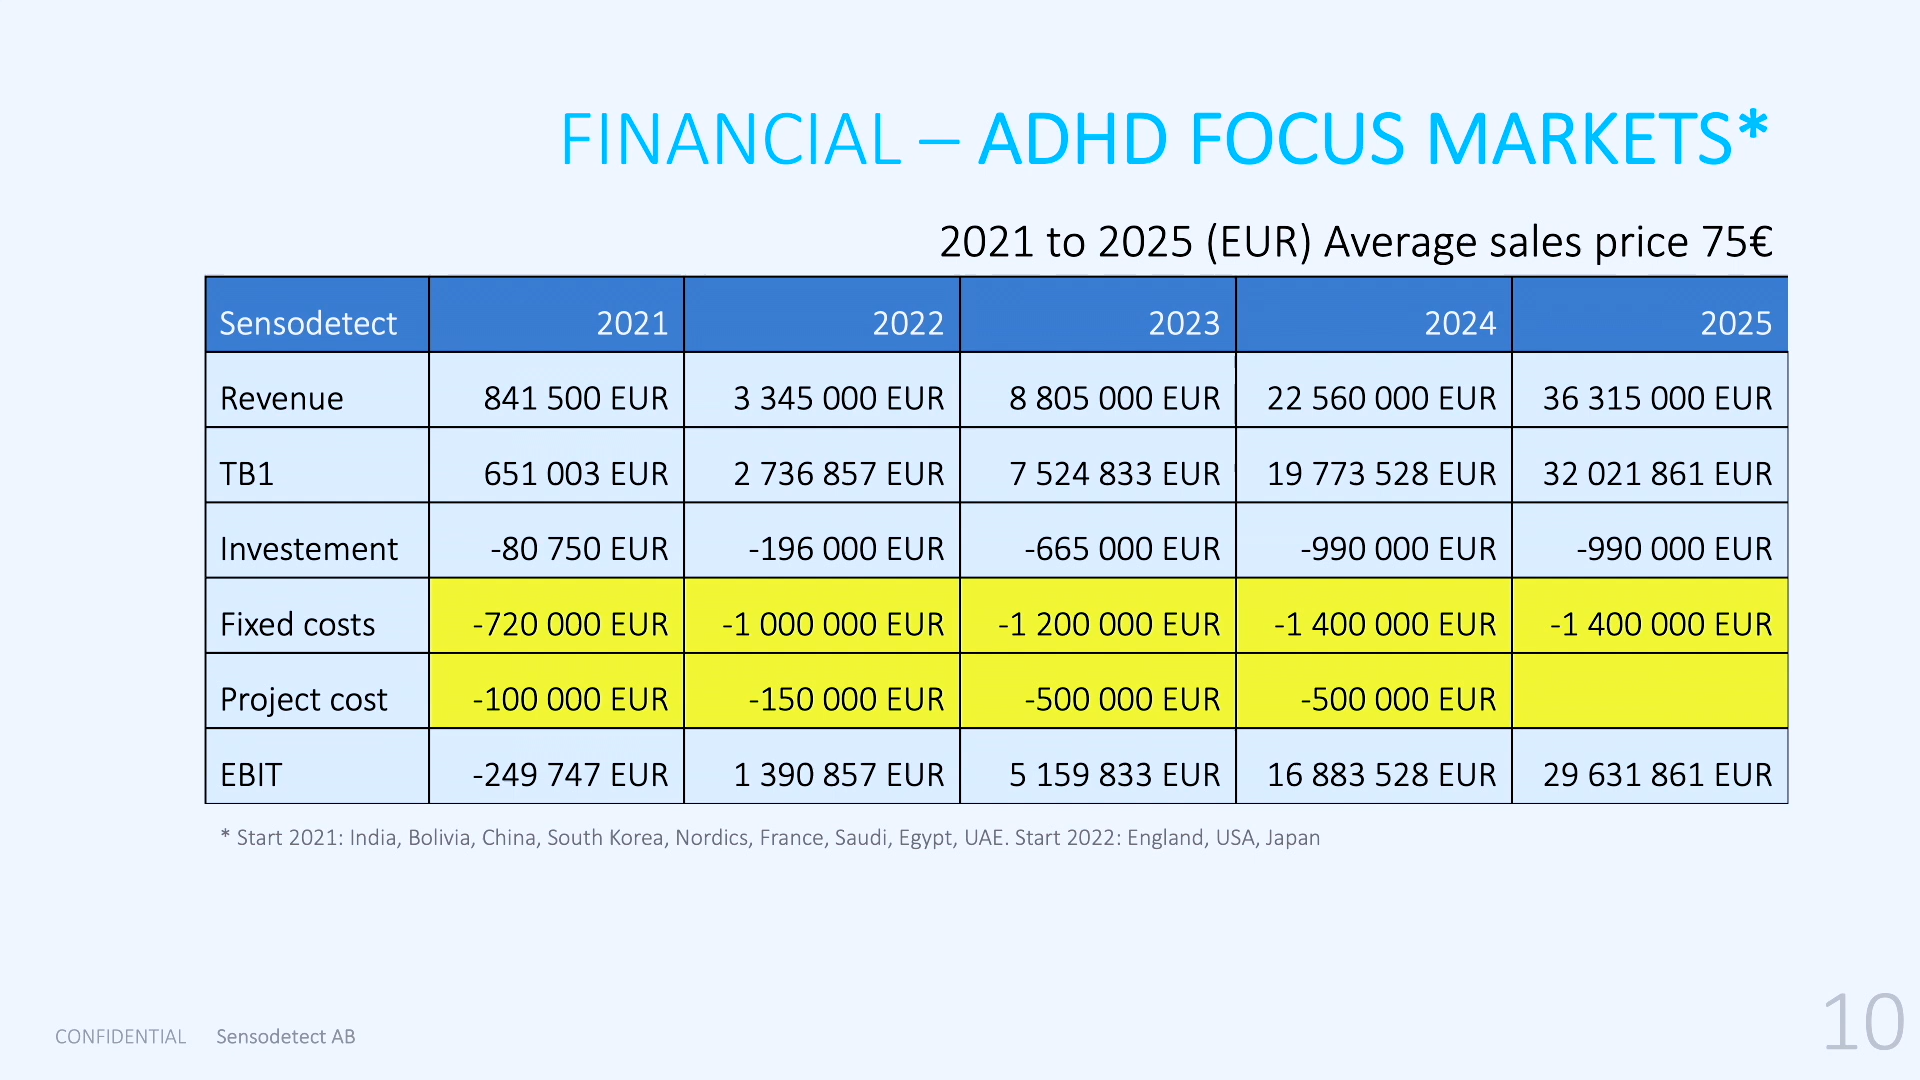 FINANCIAL – ADHD FOCUS MARKETS*
2021 to 2025 (EUR) Average sales price 75€
Sensodetect 2021 2022 2023 2024 2025
Revenue 841 500 EUR 3 345 000 EUR 8 805 000 EUR 22 560 000 EUR 36 315 000 EUR
TB1 651 003 EUR 2 736 857 EUR 7 524 833 EUR 19 773 528 EUR 32 021 861 EUR
Investement -80 750 EUR -196 000 EUR -665 000 EUR -990 000 EUR -990 000 EUR
Fixed costs -720 000 EUR -1 000 000 EUR -1 200 000 EUR -1 400 000 EUR -1 400 000 EUR
Project cost -100 000 EUR -150 000 EUR -500 000 EUR -500 000 EUR
EBIT -249 747 EUR 1 390 857 EUR 5 159 833 EUR 16 883 528 EUR 29 631 861 EUR
* Start 2021: India, Bolivia, China, South Korea, Nordics, France, Saudi, Egypt, UAE. Start 2022: England, USA, Japan
CONFIDENTIAL Sensodetect AB 10